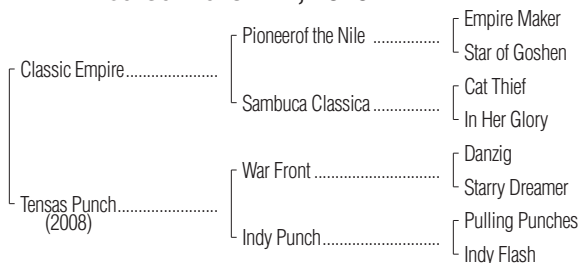 Empire Maker
Pioneerof the Nile
Star of Goshen
Classic Empire
Cat Thief
Sambuca Classica
In Her Glory
Danzig
War Front
Starry Dreamer
Tensas Punch
(2008)
Pulling Punches
Indy Punch
Indy Flash